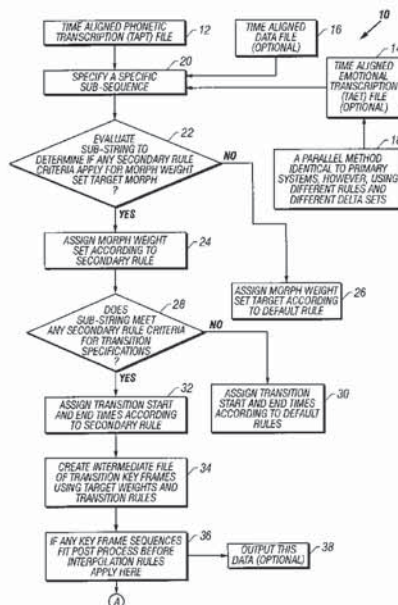 10
TIME ALIGNED PHONETIC
TRANSCRIPTION (TAPT) FILE
12
TIME ALIGNED
DATA FILE
(OPTIONAL)
16
14
TIME ALIGNED
EMOTIONAL
TRANSCRIPTION
(TAET) FILE
(OPTIONAL)
20
SPECIFY A SPECIFIC
SUB-SEQUENCE
18
A PARALLEL METHOD
IDENTICAL TO PRIMARY
SYSTEMS, HOWEVER, USING
DIFFERENT RULES AND
DIFFERENT DELTA SETS
22
EVALUATE
SUB-STRING TO
DETERMINE IF ANY SECONDARY RULE
CRITERIA APPLY FOR MORPH WEIGHT
SET TARGET MORPH
?
NO
YES
ASSIGN MORPH WEIGHT
SET ACCORDING TO
SECONDARY RULE
24
ASSIGN MORPH WEIGHT
SET TARGET ACCORDING
TO DEFAULT RULE
26
28
DOES
SUB-STRING MEET
ANY SECONDARY RULE CRITERIA
FOR TRANSITION
SPECIFICATIONS
?
NO
YES
32
ASSIGN TRANSITION START
AND END TIMES ACCORDING
TO SECONDARY RULE
ASSIGN TRANSITION
START AND END TIMES
ACCORDING TO DEFAULT
RULES
30
CREATE INTERMEDIATE FILE
OF TRANSITION KEY FRAMES
USING TARGET WEIGHTS AND
TRANSITION RULES
34
36
IF ANY KEY FRAME SEQUENCES
FIT POST PROCESS BEFORE
INTERPOLATION RULES
APPLY HERE
OUTPUT THIS
DATA (OPTIONAL)
38
A